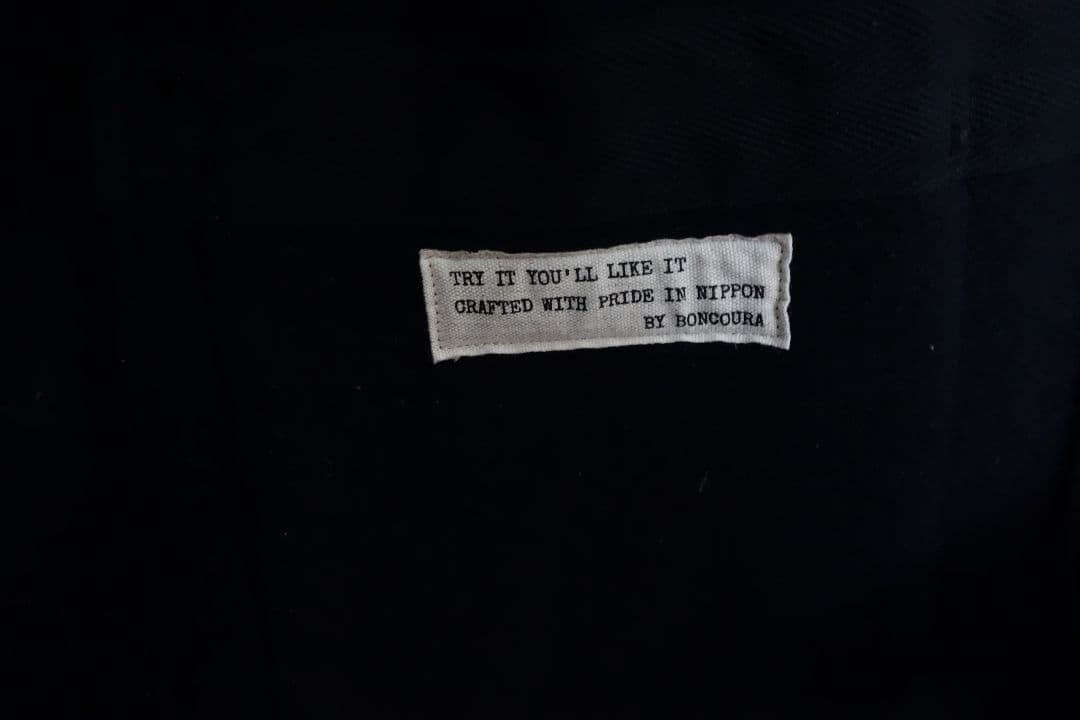 TRY IT YOU'LL LIKE IT
CRAFTED WITH PRIDE IN NIPPON
BY BONCOURA